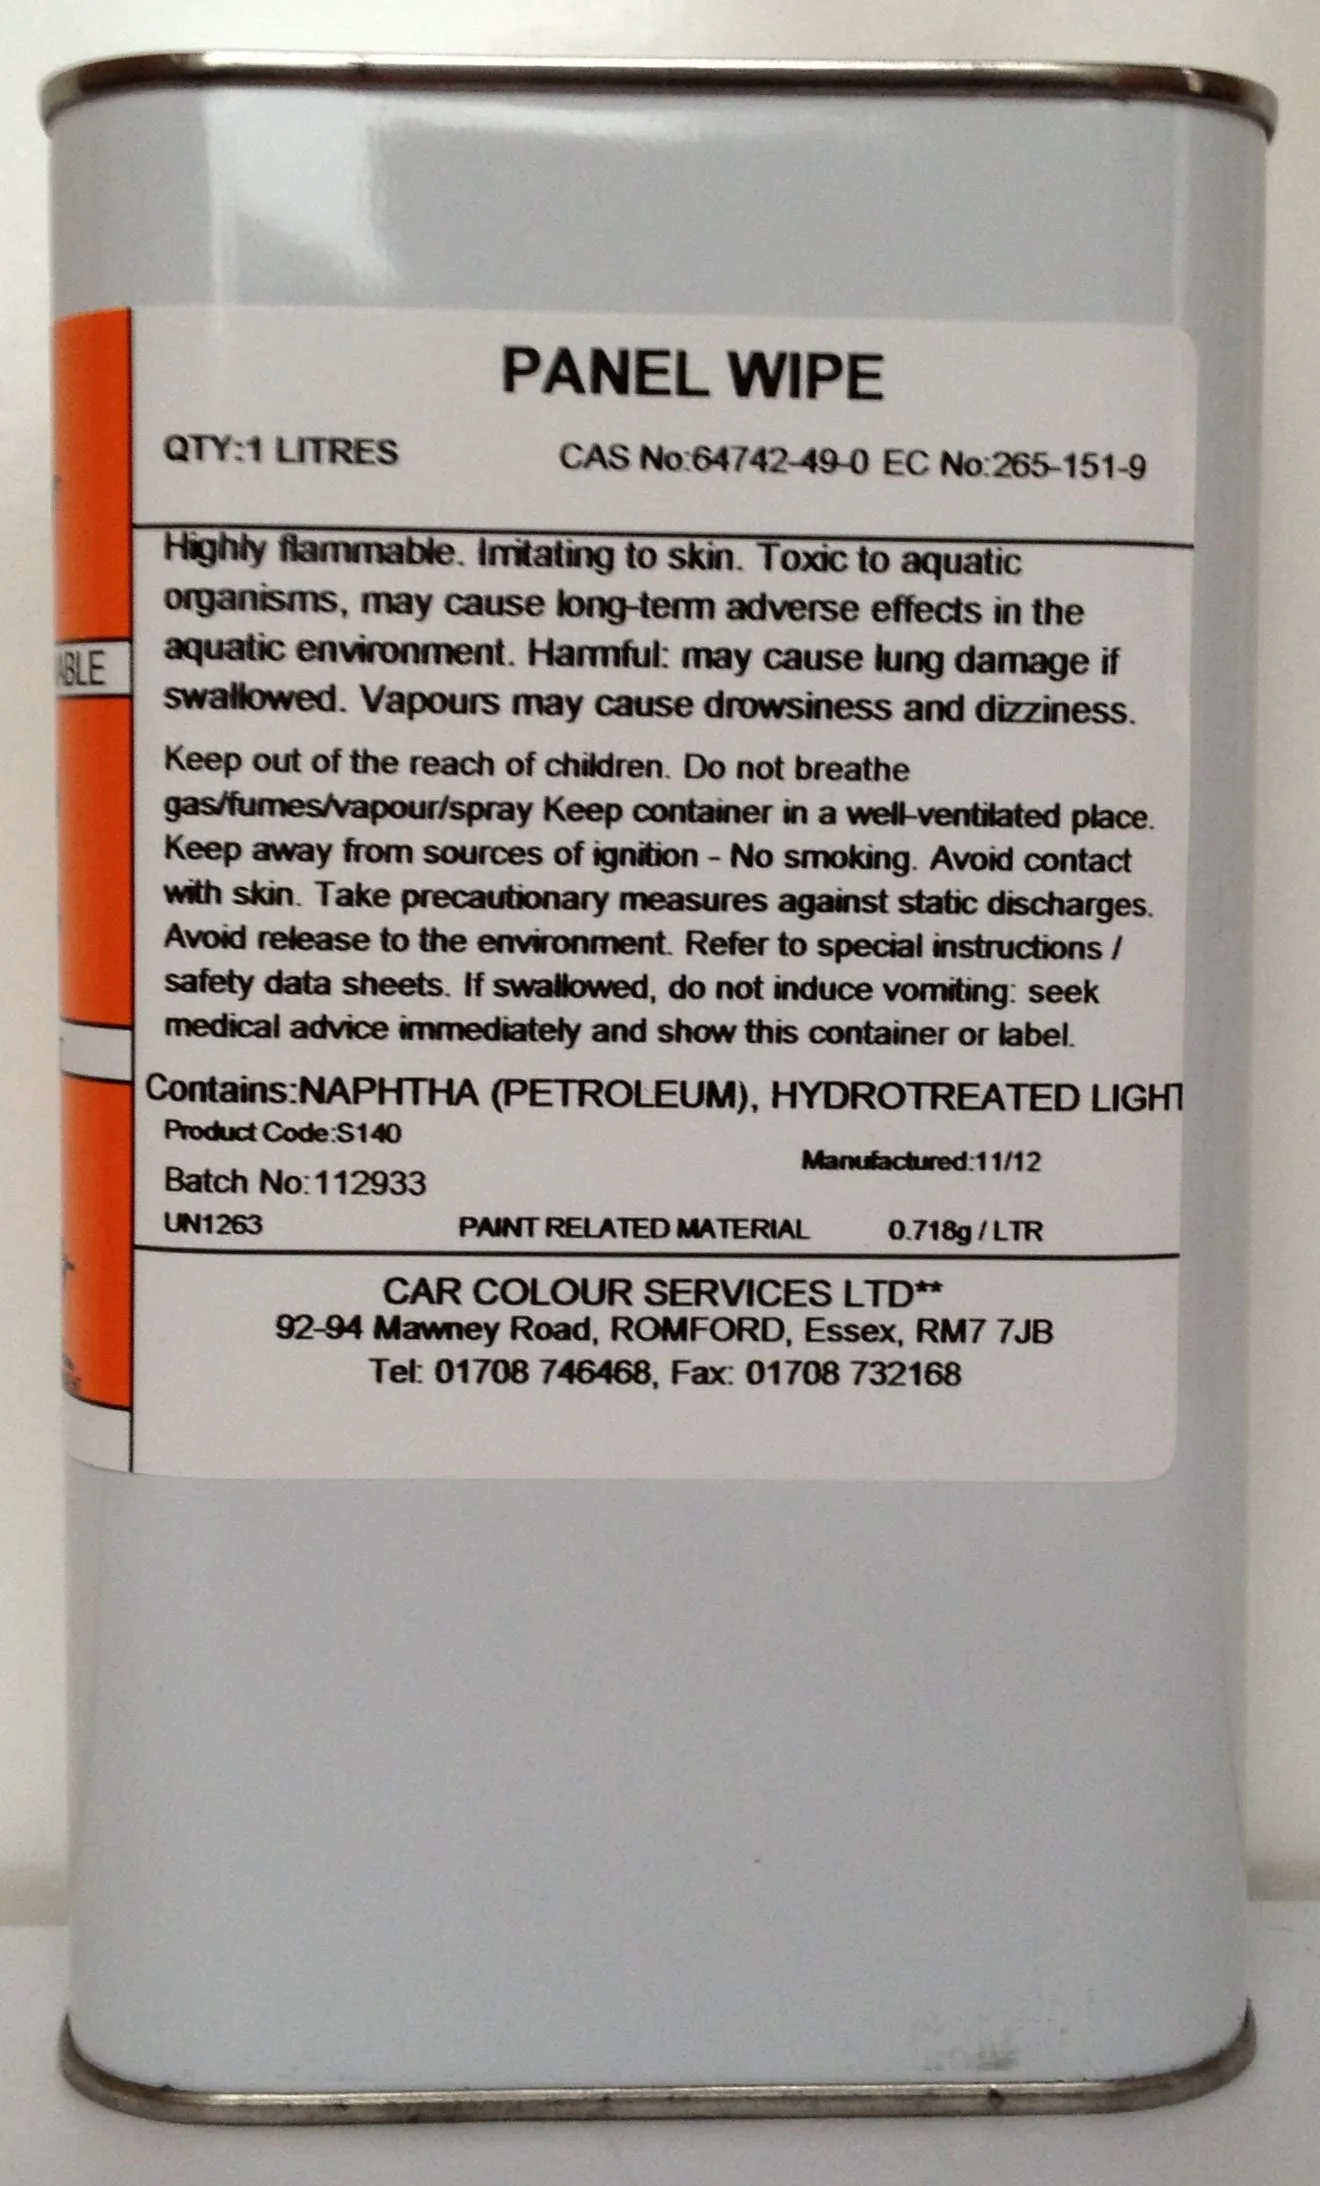 PANEL WIPE
QTY:1 LITRES CAS No:64742-49-0 EC No:265-151-9
Highly flammable. Irritating to skin. Toxic to aquatic
organisms, may cause long-term adverse effects in the
aquatic environment. Harmful: may cause lung damage if
swallowed. Vapours may cause drowsiness and dizziness.
Keep out of the reach of children. Do not breathe
gas/fumes/vapour/spray Keep container in a well-ventilated place.
Keep away from sources of ignition - No smoking. Avoid contact
with skin. Take precautionary measures against static discharges.
Avoid release to the environment. Refer to special instructions /
safety data sheets. If swallowed, do not induce vomiting: seek
medical advice immediately and show this container or label.
Contains:NAPHTHA (PETROLEUM), HYDROTREATED LIGHT
Product Code:S140
Manufactured:11/12
Batch No:112933
UN1263 PAINT RELATED MATERIAL 0.718g / LTR
CAR COLOUR SERVICES LTD**
92-94 Mawney Road, ROMFORD, Essex, RM7 7JB
Tel: 01708 746468, Fax: 01708 732168
ABLE